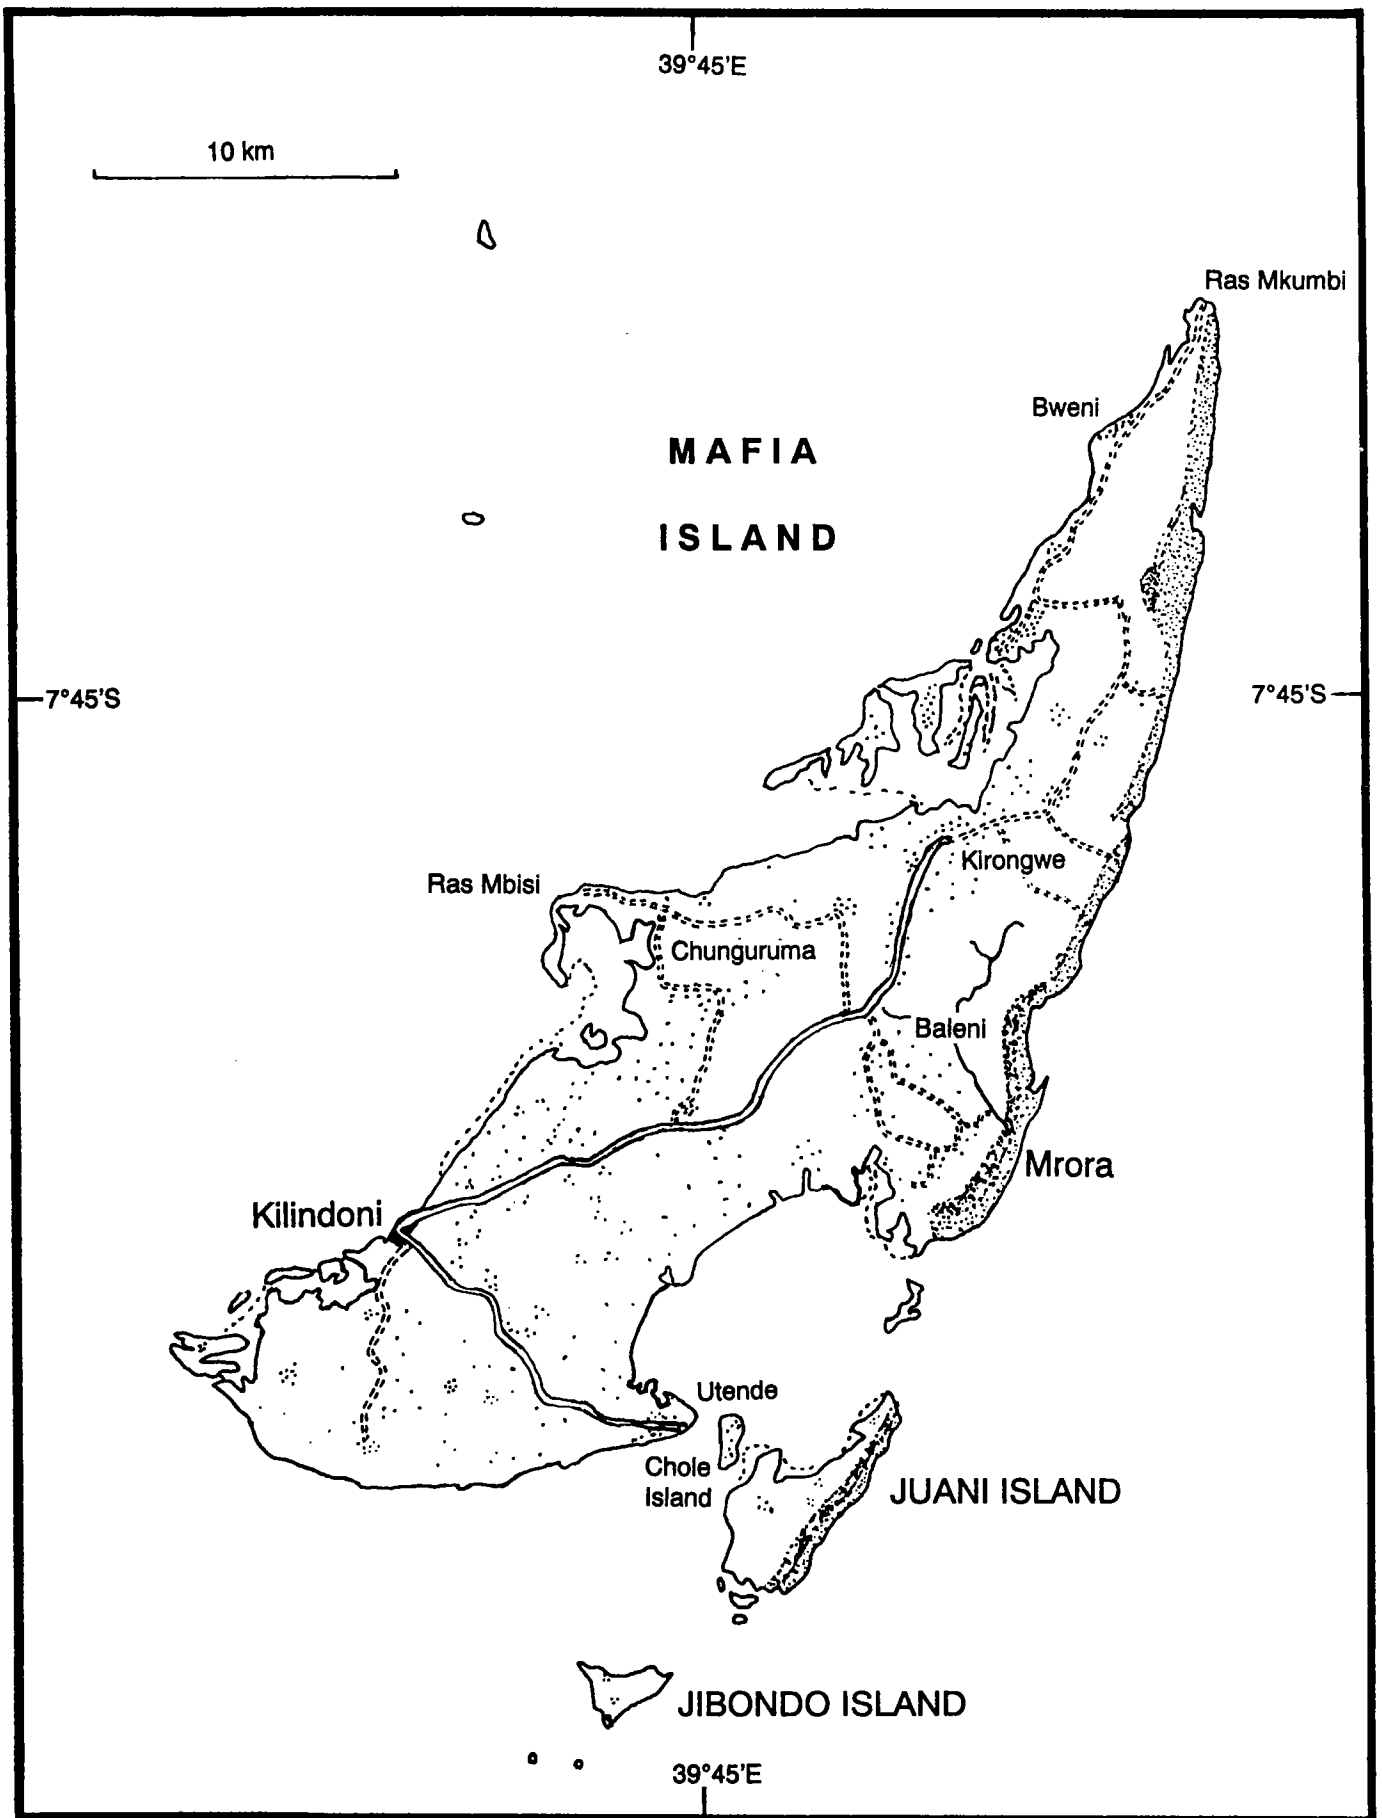 39°45'E
10 km
Ras Mkumbi
Bweni
MAFIA
ISLAND
7°45'S
7°45'S
Kirongwe
Ras Mbisi
Chunguruma
Baleni
Mrora
Kilindoni
Utende
Chole
Island
JUANI ISLAND
JIBONDO ISLAND
39°45'E